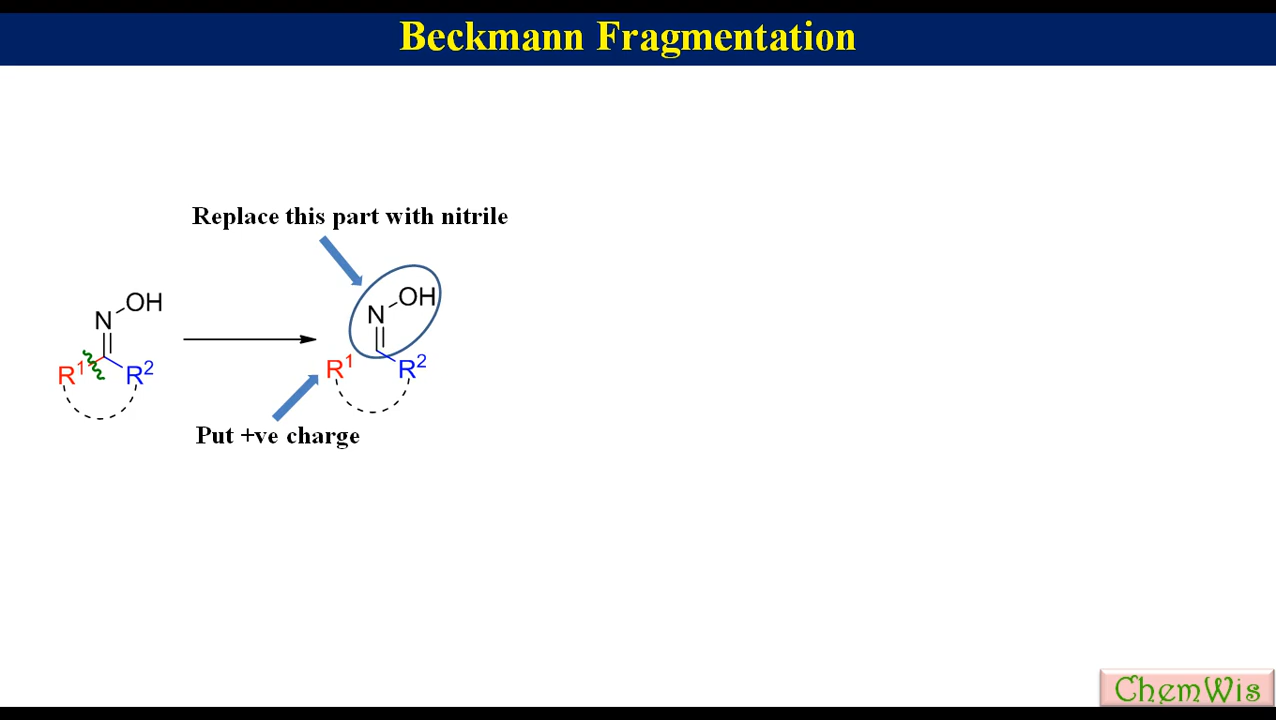 Beckmann Fragmentation
Replace this part with nitrile
N OH
R¹ R²
N OH
R¹ R²
Put +ve charge
ChemWis